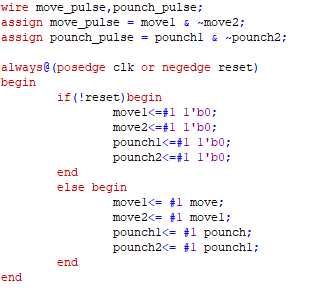 wire move_pulse,pounch_pulse;
assign move_pulse = move1 & ~move2;
assign pounch_pulse = pounch1 & ~pounch2;
always@(posedge clk or negedge reset)
begin
if(!reset)begin
move1<=#1 1'b0;
move2<=#1 1'b0;
pounch1<=#1 1'b0;
pounch2<=#1 1'b0;
end
else begin
move1<= #1 move;
move2<= #1 move1;
pounch1<= #1 pounch;
pounch2<= #1 pounch1;
end
end